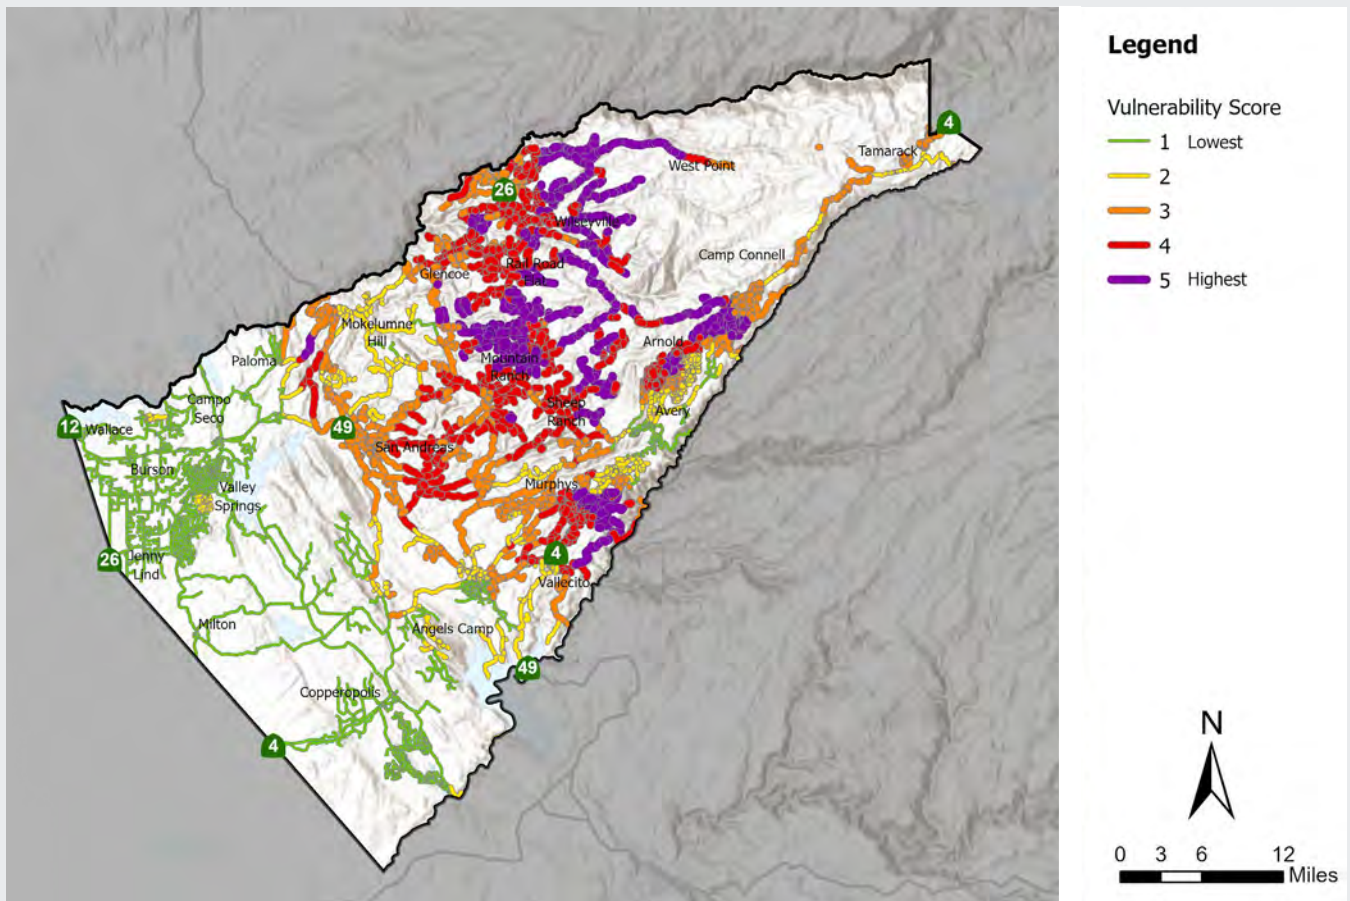 4
Tamarack
West Point
26
Wilseyville
Camp Connell
Rail Road
Flat
Glencoe
Mokelumne
Hill
Arnold
Paloma
Mountain
Ranch
Campo
Seco
Sheep
Ranch
Avery
12
Wallace
49
San Andreas
Burson
Murphys
Valley
Springs
26
Jenny
Lind
4
Vallecito
Milton
Angels Camp
49
Copperopolis
4
Legend
Vulnerability Score
1 Lowest
2
3
4
5 Highest
N
0 3 6 12
Miles